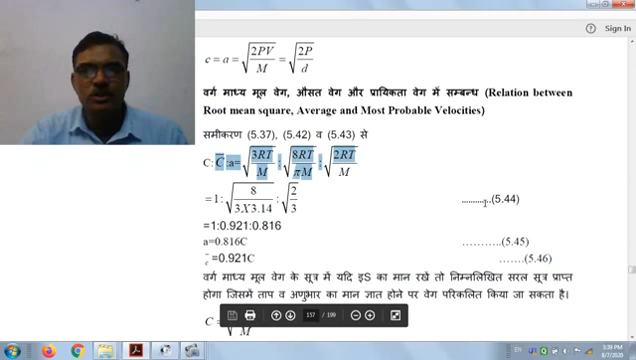 Sign In
c = a = √(2PV/M) = √(2P/d)
वर्ग माध्य मूल वेग, औसत वेग और प्रायिकता वेग में सम्बन्ध (Relation between
Root mean square, Average and Most Probable Velocities)
समीकरण (5.37), (5.42) व (5.43) से
C: C̅ :a= √(3RT/M) : √(8RT/πM) : √(2RT/M)
=1: √(8/3X3.14) : √(2/3) ..........(5.44)
=1:0.921:0.816
a=0.816C ...........(5.45)
c̅ =0.921C .......(5.46)
वर्ग माध्य मूल वेग के सूत्र में यदि इS का मान रखें तो निम्नलिखित सरल सूत्र प्राप्त
होगा जिसमें ताप व अणुभार का मान ज्ञात होने पर वेग परिकलित किया जा सकता है।
C = √ M
157 / 199
EN
3:39 PM
8/7/2020